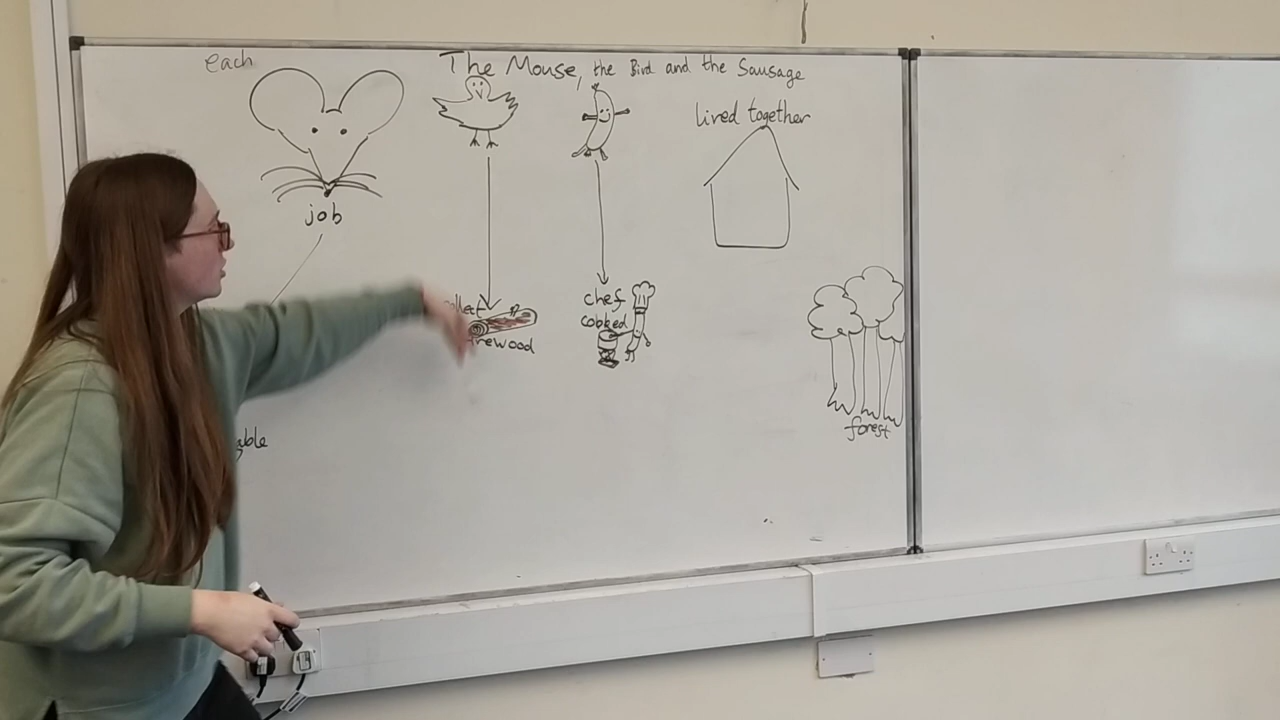 each
The Mouse, the Bird and the Sausage
lived together
job
chef
cooked
forest